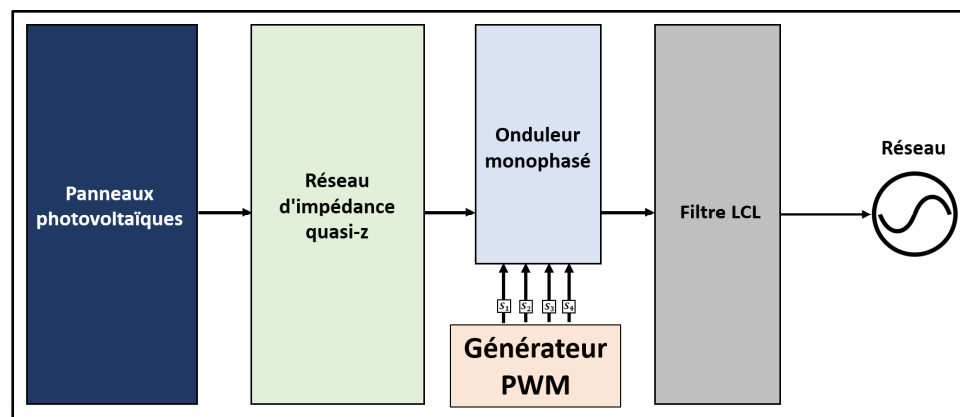 Panneaux
photovoltaïques
Réseau
d'impédance
quasi-z
Onduleur
monophasé
Filtre LCL
Réseau
S1
S2
S3
S4
Générateur
PWM